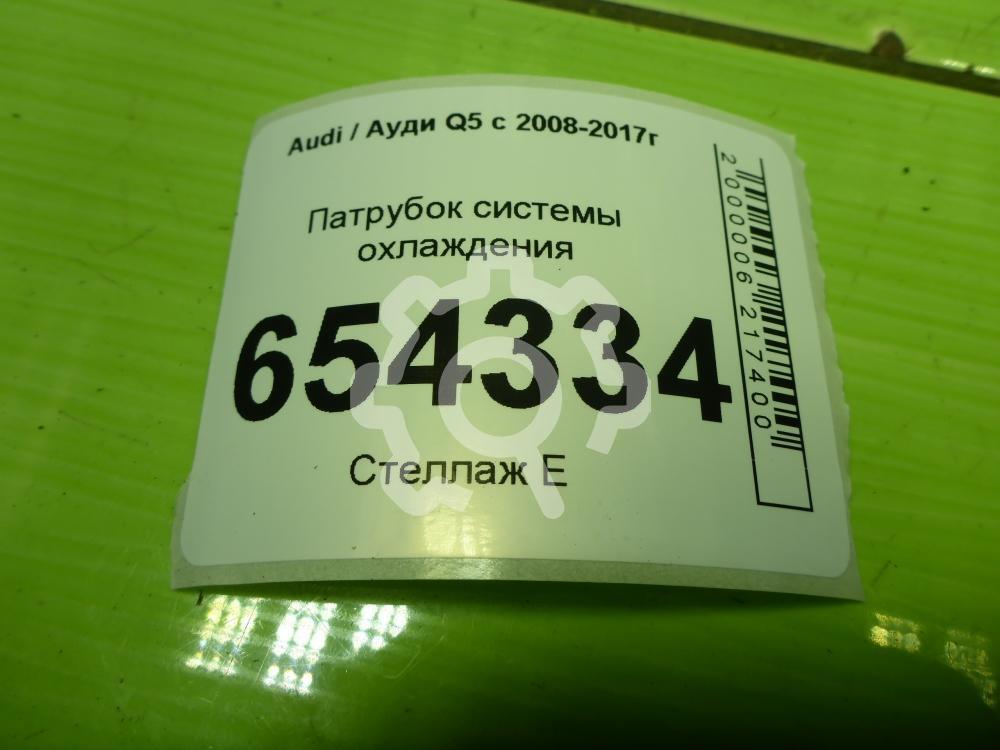 Audi / Ауди Q5 с 2008-2017г
Патрубок системы
охлаждения
654334
Стеллаж Е
2000006217400